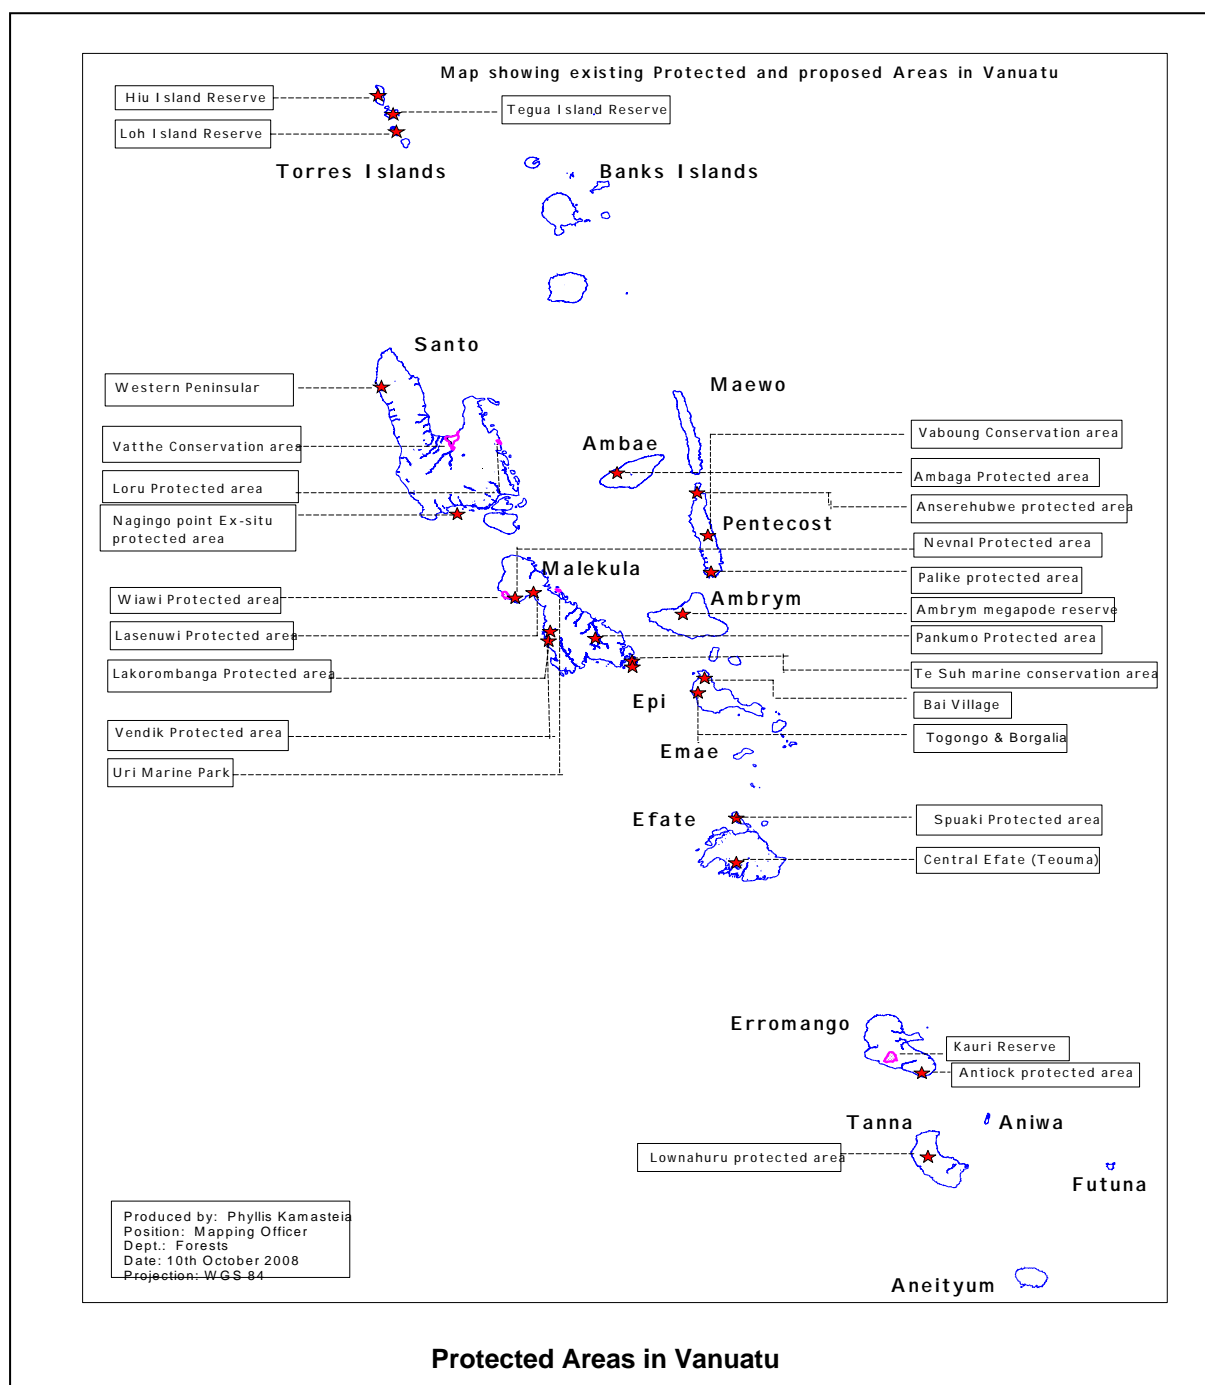 Map showing existing Protected and proposed Areas in Vanuatu
Hiu Island Reserve
Tegua Island Reserve
Loh Island Reserve
Torres Islands
Banks Islands
Santo
Western Peninsular
Maewo
Vaboung Conservation area
Vatthe Conservation area
Ambae
Ambaga Protected area
Loru Protected area
Anserehubwe protected area
Nagingo point Ex-situ
protected area
Pentecost
Nevnal Protected area
Malekula
Palike protected area
Wiawi Protected area
Ambrym
Ambrym megapode reserve
Lasenuwi Protected area
Pankumo Protected area
Lakorombanga Protected area
Te Suh marine conservation area
Epi
Bai Village
Vendik Protected area
Togongo & Borgalia
Emae
Uri Marine Park
Efate
Spuaki Protected area
Central Efate (Teouma)
Erromango
Kauri Reserve
Antiock protected area
Tanna
Aniwa
Lownahuru protected area
Futuna
Produced by: Phyllis Kamasteia
Position: Mapping Officer
Dept.: Forests
Date: 10th October 2008
Projection: WGS 84
Aneityum
Protected Areas in Vanuatu